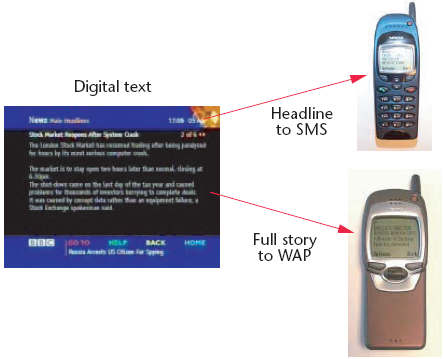 Digital text
News Main Headlines 17:09 05 A
Stock Market Reopens After System Crash 2 of 6
The London Stock Market has resumed trading after being paralysed
for hours by its most serious computer crash.
The market is to stay open two hours later than normal, closing at
6.30pm.
The shut-down came on the last day of the tax year and caused
problems for thousands of investors hurrying to complete deals.
It was caused by corrupt data rather than an equipment failure, a
Stock Exchange spokesman said.
BBC GO TO HELP BACK HOME
Russia Arrests US Citizen For Spying
Headline
to SMS
Full story
to WAP
NOKIA